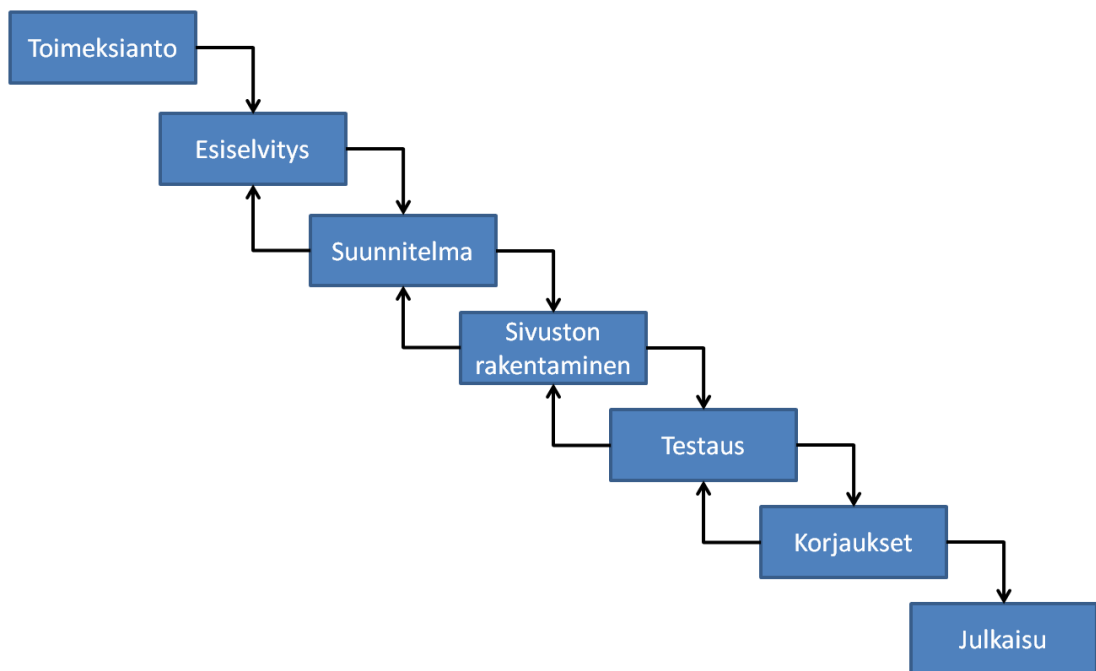 Toimeksianto
Esiselvitys
Suunnitelma
Sivuston
rakentaminen
Testaus
Korjaukset
Julkaisu